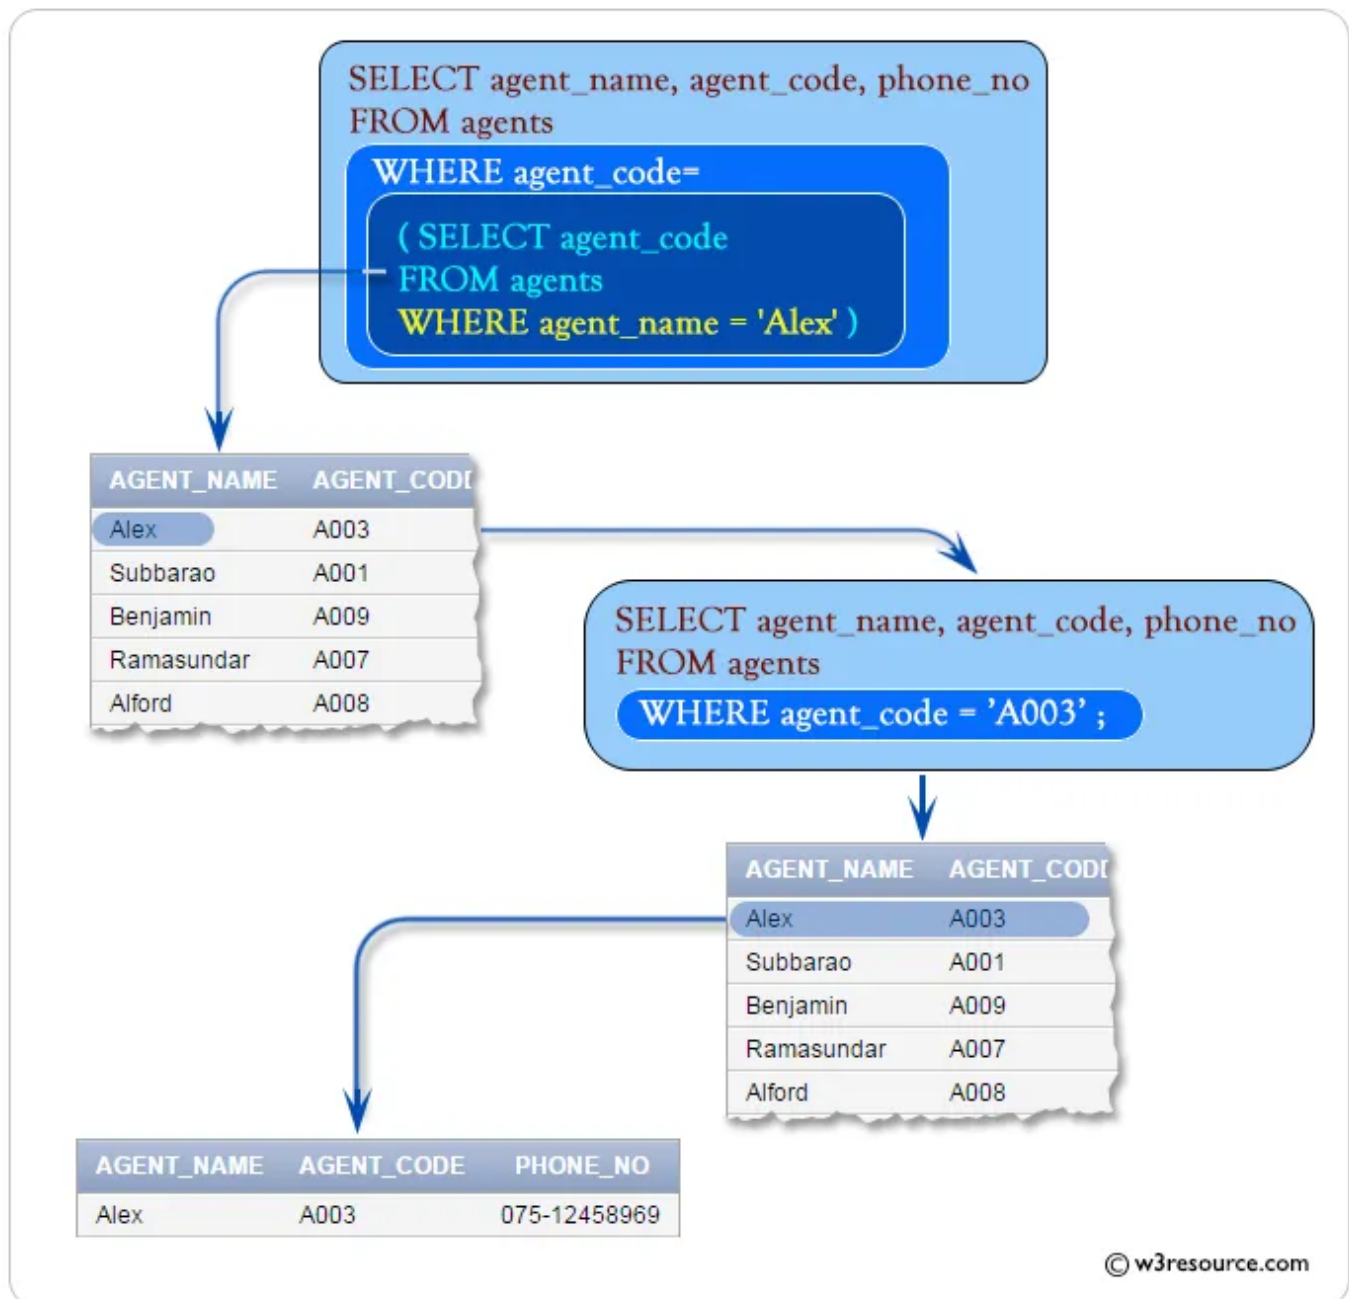 SELECT agent_name, agent_code, phone_no
FROM agents
WHERE agent_code=
( SELECT agent_code
FROM agents
WHERE agent_name = 'Alex' )
AGENT_NAME AGENT_COD
Alex A003
Subbarao A001
Benjamin A009
Ramasundar A007
Alford A008
SELECT agent_name, agent_code, phone_no
FROM agents
WHERE agent_code = ’A003’ ;
AGENT_NAME AGENT_COD
Alex A003
Subbarao A001
Benjamin A009
Ramasundar A007
Alford A008
AGENT_NAME AGENT_CODE PHONE_NO
Alex A003 075-12458969
© w3resource.com